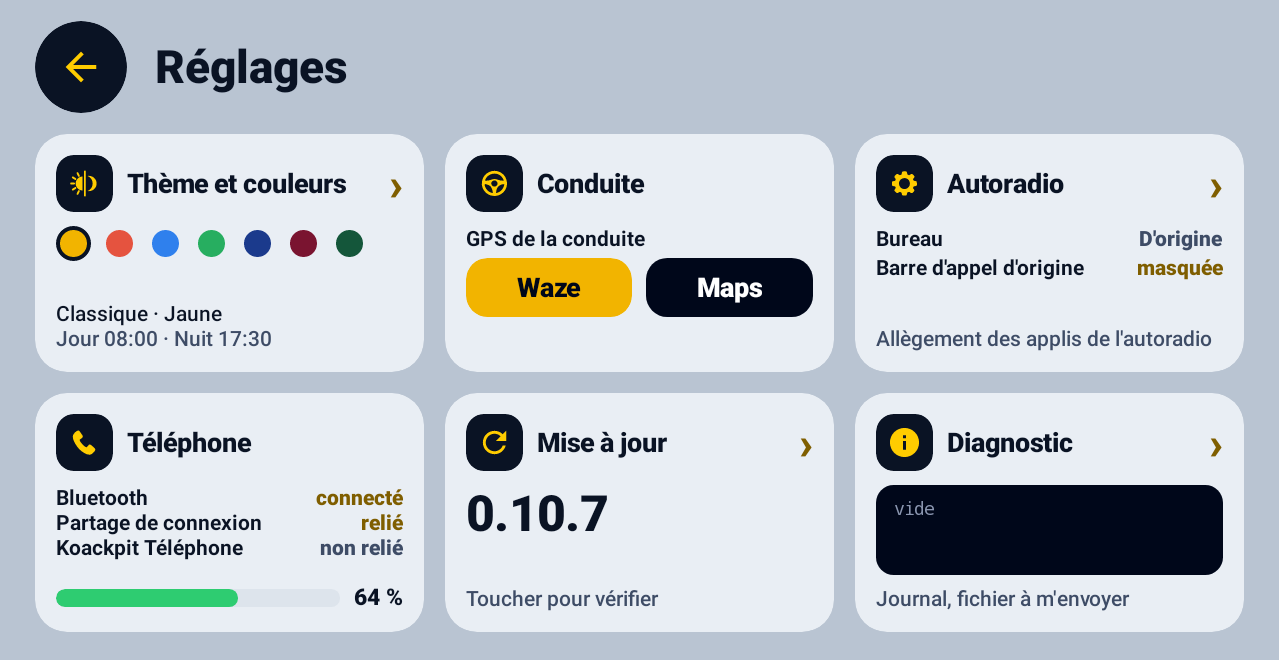 Réglages
Thème et couleurs ›
Classique · Jaune
Jour 08:00 · Nuit 17:30
Conduite
GPS de la conduite
Waze Maps
Autoradio ›
Bureau D'origine
Barre d'appel d'origine masquée
Allègement des applis de l'autoradio
Téléphone
Bluetooth connecté
Partage de connexion relié
Koackpit Téléphone non relié
64 %
Mise à jour ›
0.10.7
Toucher pour vérifier
Diagnostic ›
vide
Journal, fichier à m'envoyer